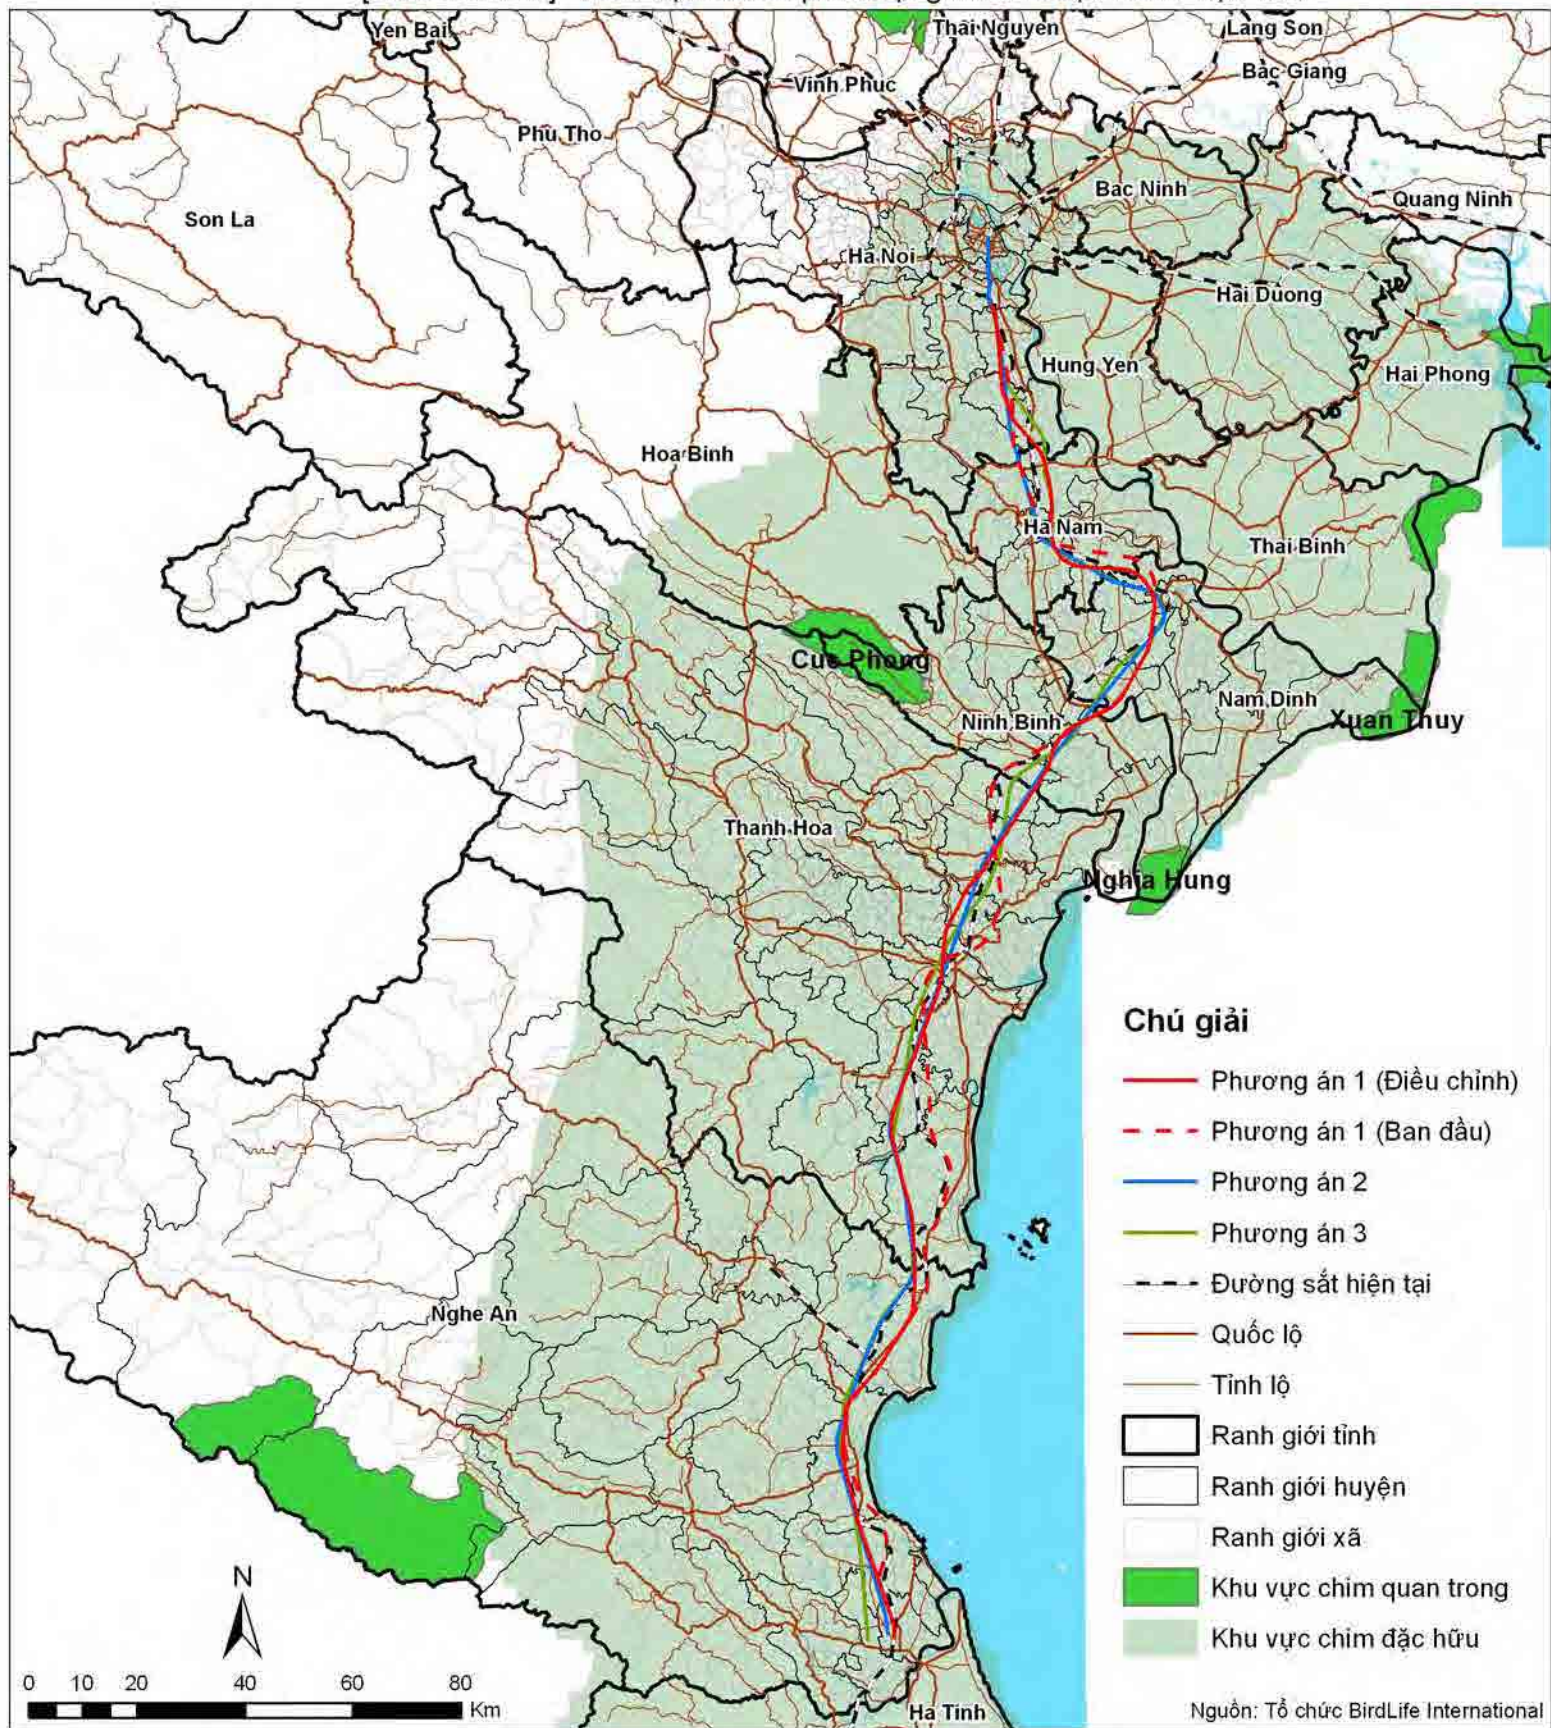 Yen Bai
Thai Nguyen
Lang Son
Vinh Phuc
Bac Giang
Phu Tho
Bac Ninh
Quang Ninh
Son La
Ha Noi
Hai Duong
Hung Yen
Hai Phong
Hoa Binh
Ha Nam
Thai Binh
Cuc Phong
Nam Dinh
Ninh Binh
Xuan Thuy
Thanh Hoa
Nghia Hung
Nghe An
Ha Tinh
Chú giải
Phương án 1 (Điều chỉnh)
Phương án 1 (Ban đầu)
Phương án 2
Phương án 3
Đường sắt hiện tại
Quốc lộ
Tỉnh lộ
Ranh giới tỉnh
Ranh giới huyện
Ranh giới xã
Khu vực chim quan trong
Khu vực chim đặc hữu
N
0 10 20 40 60 80
Km
Nguồn: Tổ chức BirdLife International